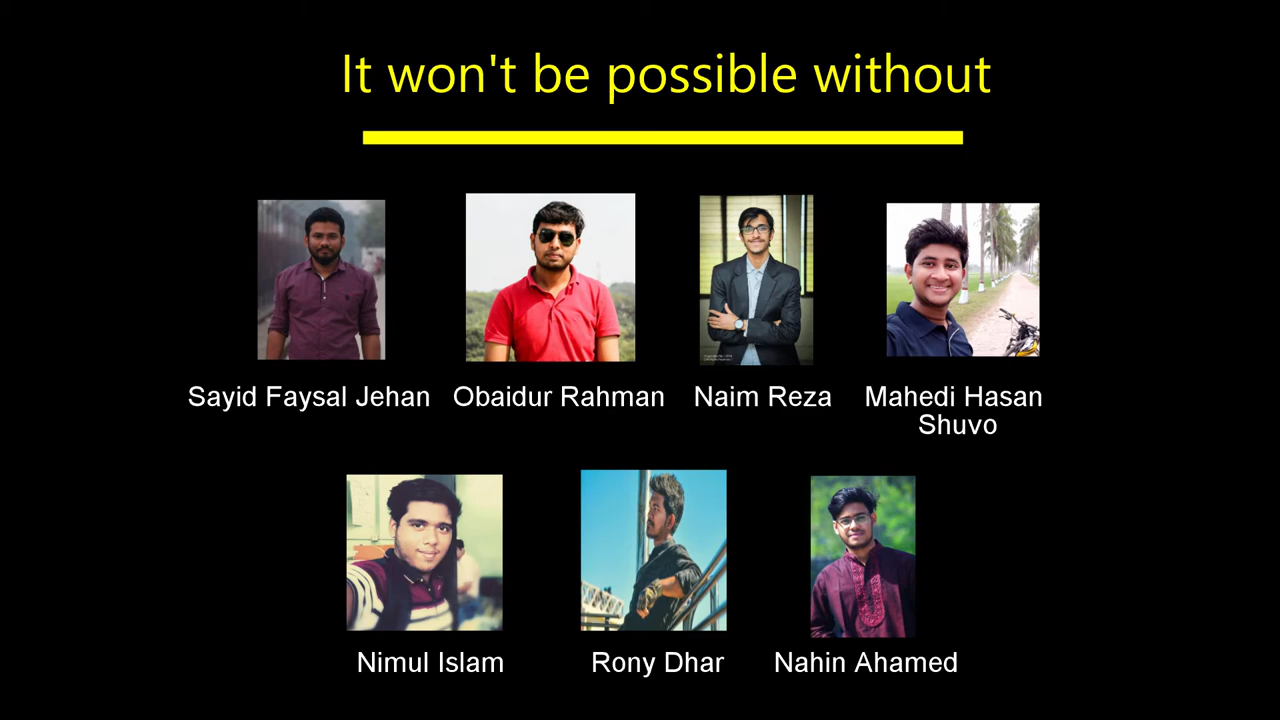 It won't be possible without
Sayid Faysal Jehan
Obaidur Rahman
Naim Reza
Mahedi Hasan
Shuvo
Nimul Islam
Rony Dhar
Nahin Ahamed